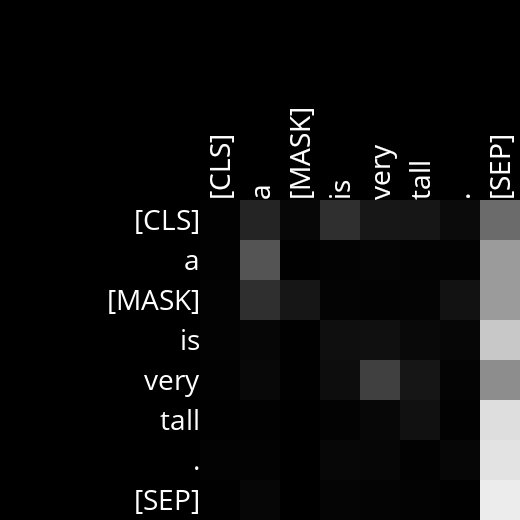 [CLS] a [MASK] is very tall . [SEP]
[CLS]
a
[MASK]
is
very
tall
.
[SEP]